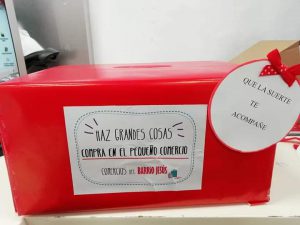 HAZ GRANDES COSAS
COMPRA EN EL PEQUEÑO COMERCIO
COMERCIOS DEL BARRIO JESÚS
QUE LA SUERTE
TE
ACOMPAÑE